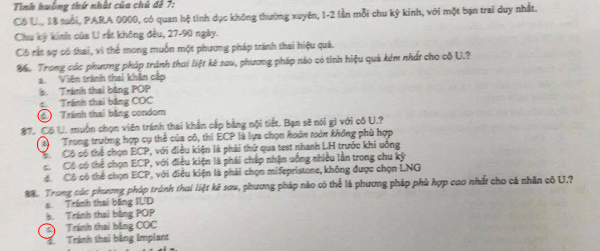 Tình huống thứ nhất của chủ đề 7:
Cô U., 18 tuổi, PARA 0000, có quan hệ tình dục không thường xuyên, 1-2 lần mỗi chu kỳ kinh, với một bạn trai duy nhất.
Chu kỳ kinh của U rất không đều, 27-90 ngày.
Cô rất sợ có thai, vì thế mong muốn một phương pháp tránh thai hiệu quả.
86. Trong các phương pháp tránh thai liệt kê sau, phương pháp nào có tính hiệu quả kém nhất cho cô U.?
a. Viên tránh thai khẩn cấp
b. Tránh thai bằng POP
c. Tránh thai bằng COC
d. Tránh thai bằng condom
87. Cô U. muốn chọn viên tránh thai khẩn cấp bằng nội tiết. Bạn sẽ nói gì với cô U.?
a. Trong trường hợp cụ thể của cô, thì ECP là lựa chọn hoàn toàn không phù hợp
b. Cô có thể chọn ECP, với điều kiện là phải thử qua test nhanh LH trước khi uống
c. Cô có thể chọn ECP, với điều kiện là phải chấp nhận uống nhiều lần trong chu kỳ
d. Cô có thể chọn ECP, với điều kiện là phải chọn mifepristone, không được chọn LNG
88. Trong các phương pháp tránh thai liệt kê sau, phương pháp nào có thể là phương pháp phù hợp cao nhất cho cá nhân cô U.?
a. Tránh thai bằng IUD
b. Tránh thai bằng POP
c. Tránh thai bằng COC
d. Tránh thai bằng Implant